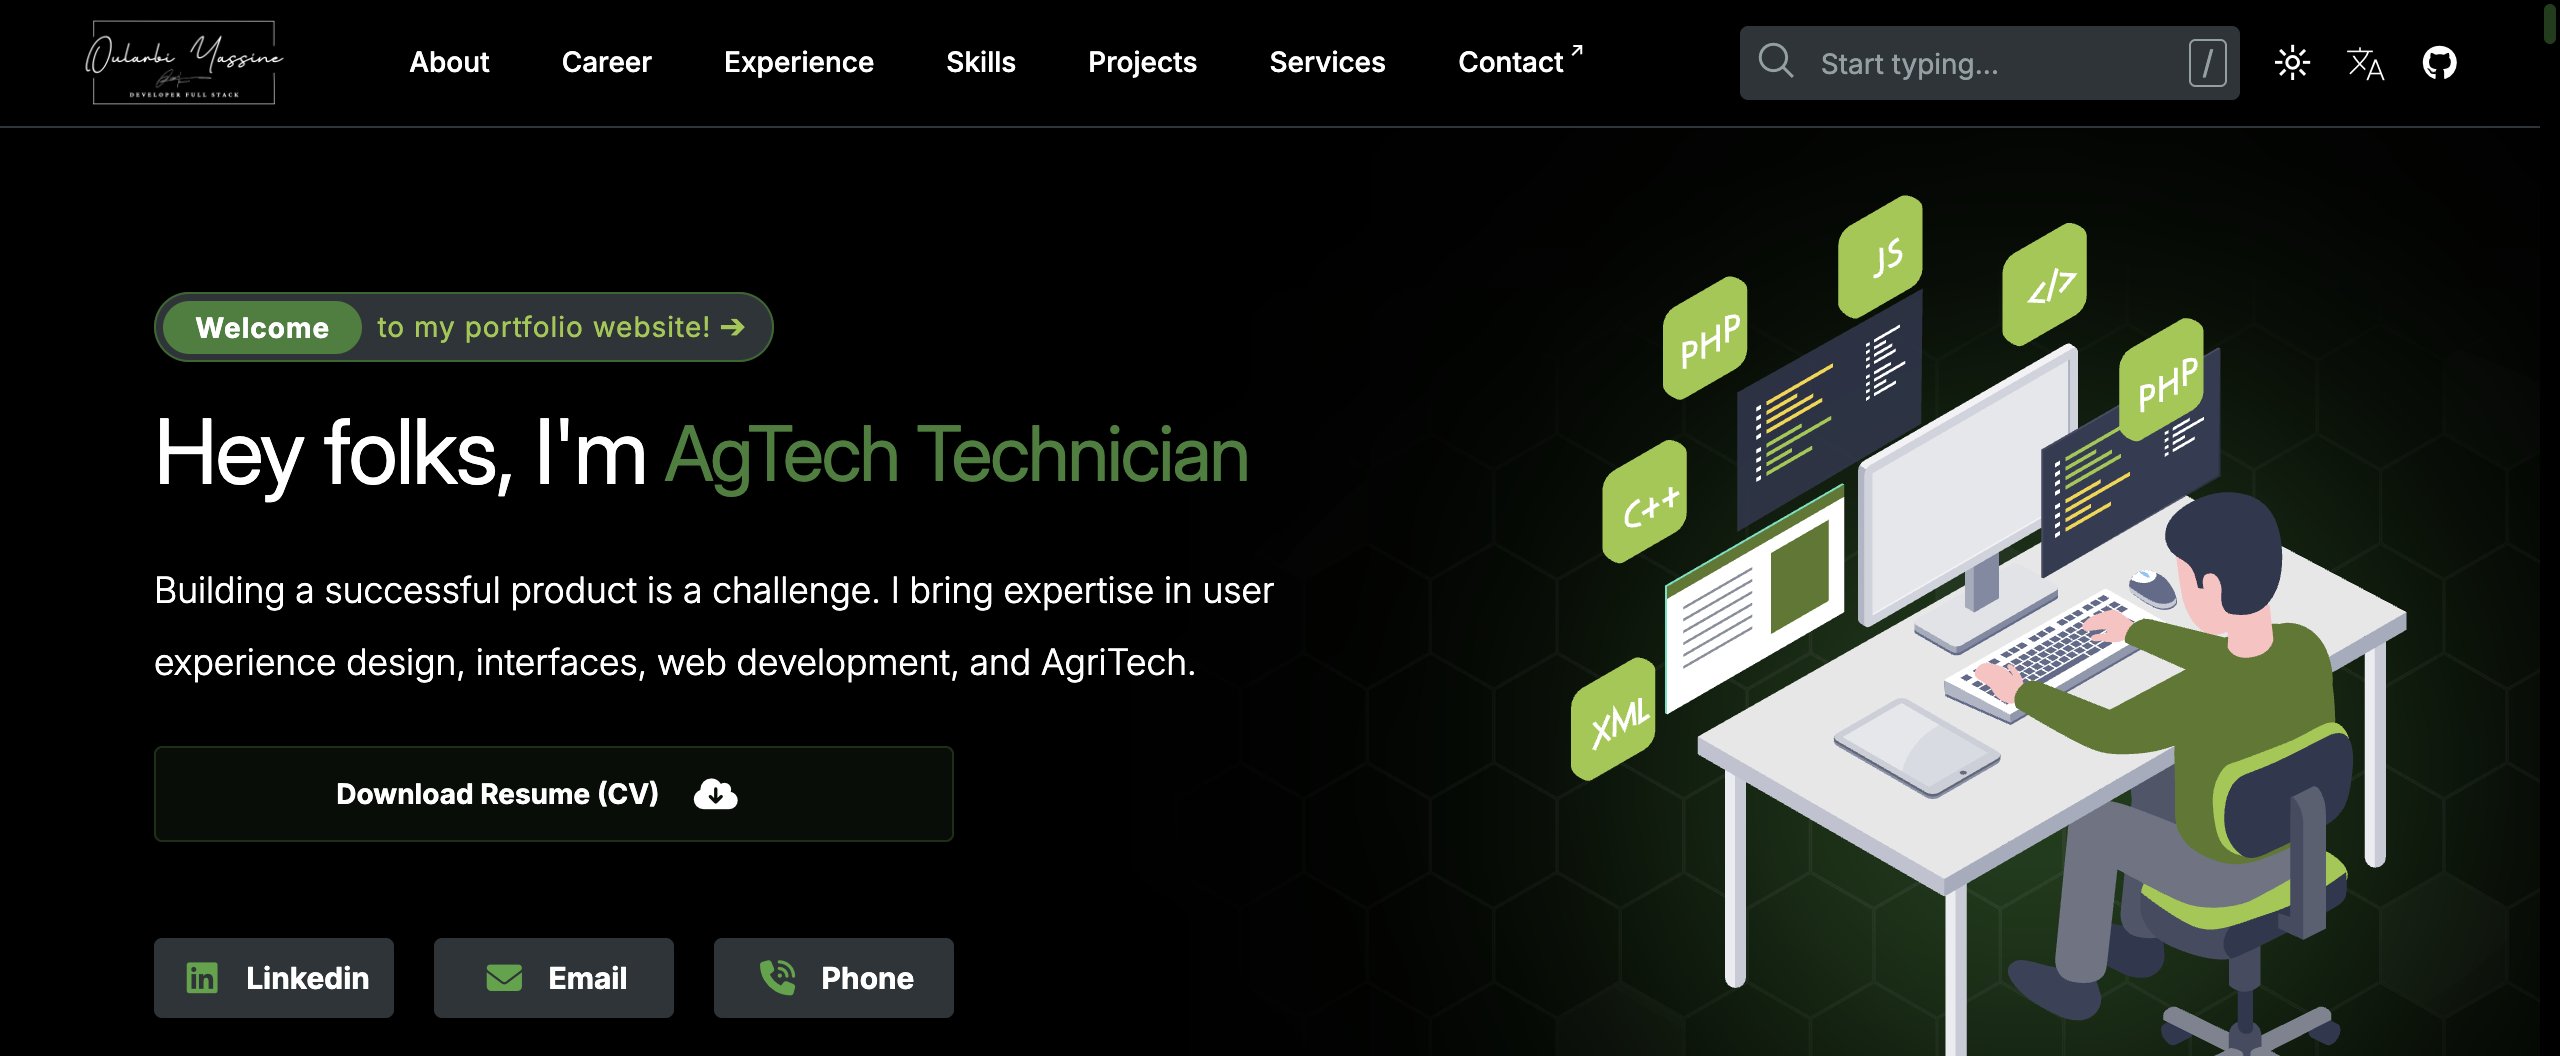 Oularbi Yassine
DEVELOPER FULL STACK
About
Career
Experience
Skills
Projects
Services
Contact
Start typing...
/
Welcome to my portfolio website! ➔
Hey folks, I'm AgTech Technician
Building a successful product is a challenge. I bring expertise in user
experience design, interfaces, web development, and AgriTech.
Download Resume (CV)
Linkedin
Email
Phone
JS
</>
PHP
PHP
C++
XML